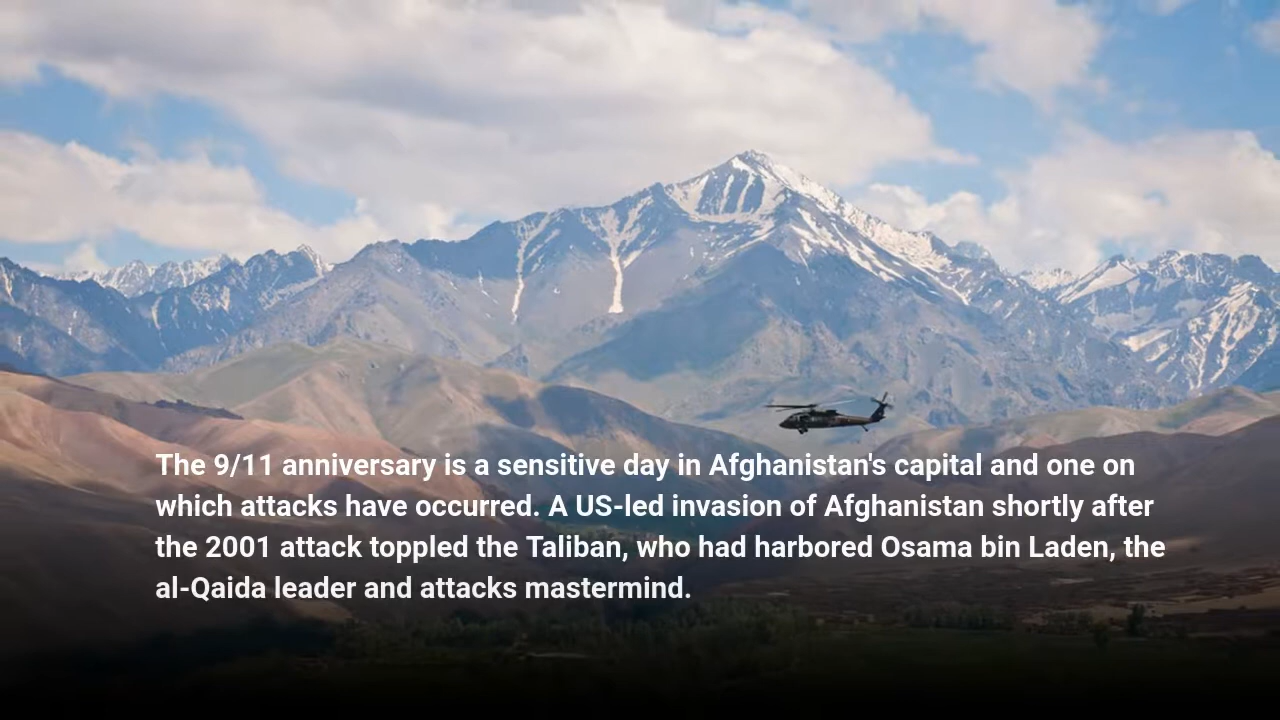 The 9/11 anniversary is a sensitive day in Afghanistan's capital and one on
which attacks have occurred. A US-led invasion of Afghanistan shortly after
the 2001 attack toppled the Taliban, who had harbored Osama bin Laden, the
al-Qaida leader and attacks mastermind.